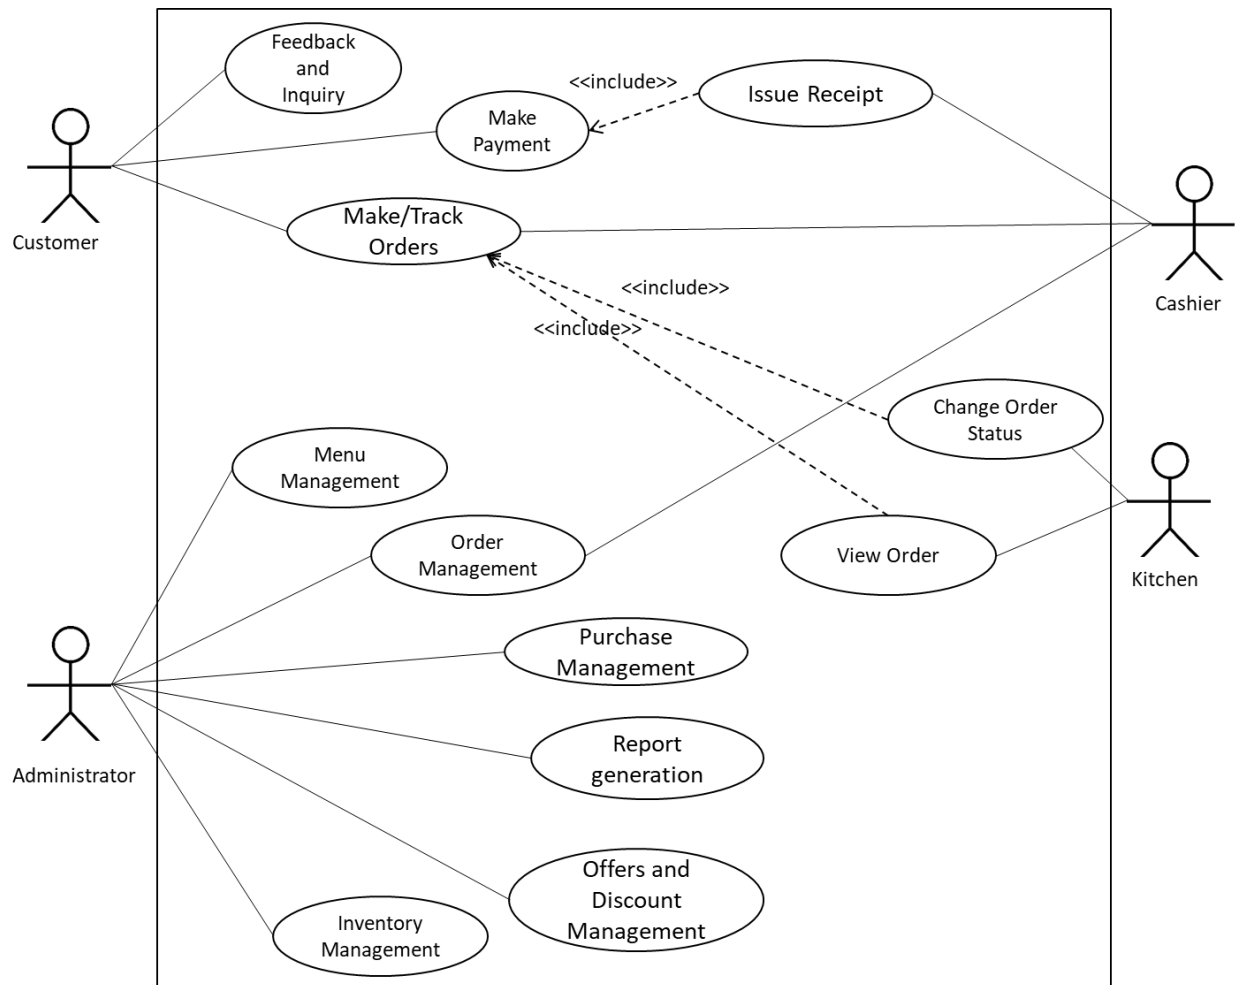 Feedback
and
Inquiry
<<include>>
Issue Receipt
Make
Payment
Customer
Make/Track
Orders
<<include>>
Cashier
<<include>>
Change Order
Status
Menu
Management
Order
Management
View Order
Kitchen
Purchase
Management
Report
generation
Administrator
Offers and
Discount
Management
Inventory
Management